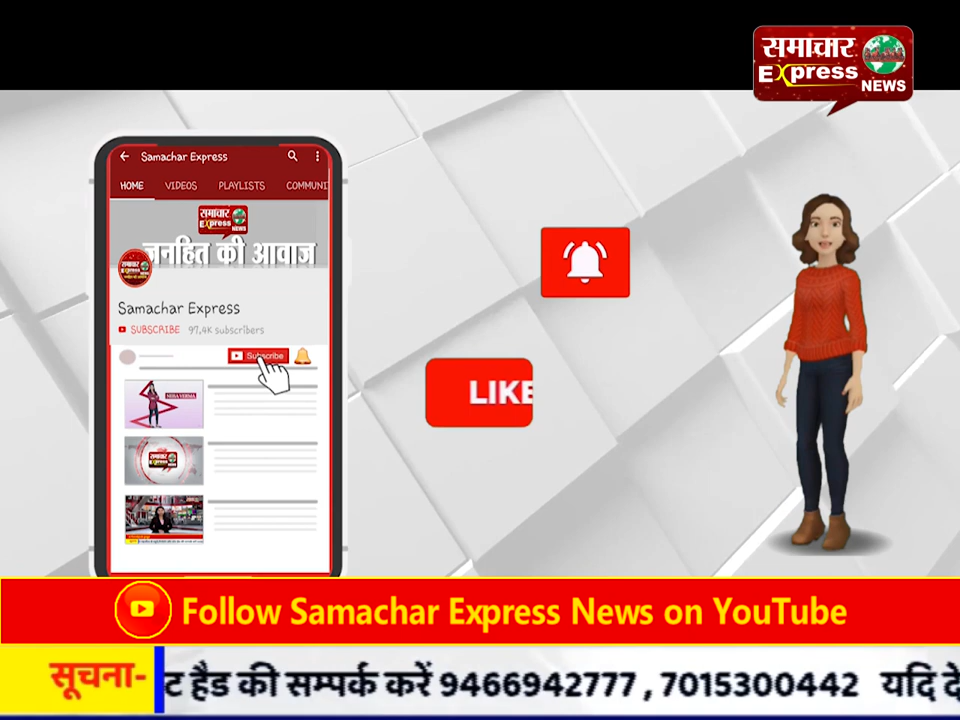 समाचार
Express
NEWS
Samachar Express
HOME VIDEOS PLAYLISTS COMMUNI
समाचार
Express
NEWS
जनहित की आवाज
Samachar Express
SUBSCRIBE 97,4K subscribers
Subscribe
LIKE
Follow Samachar Express News on YouTube
सूचना- ट हैड की सम्पर्क करें 9466942777 , 7015300442 यदि दे